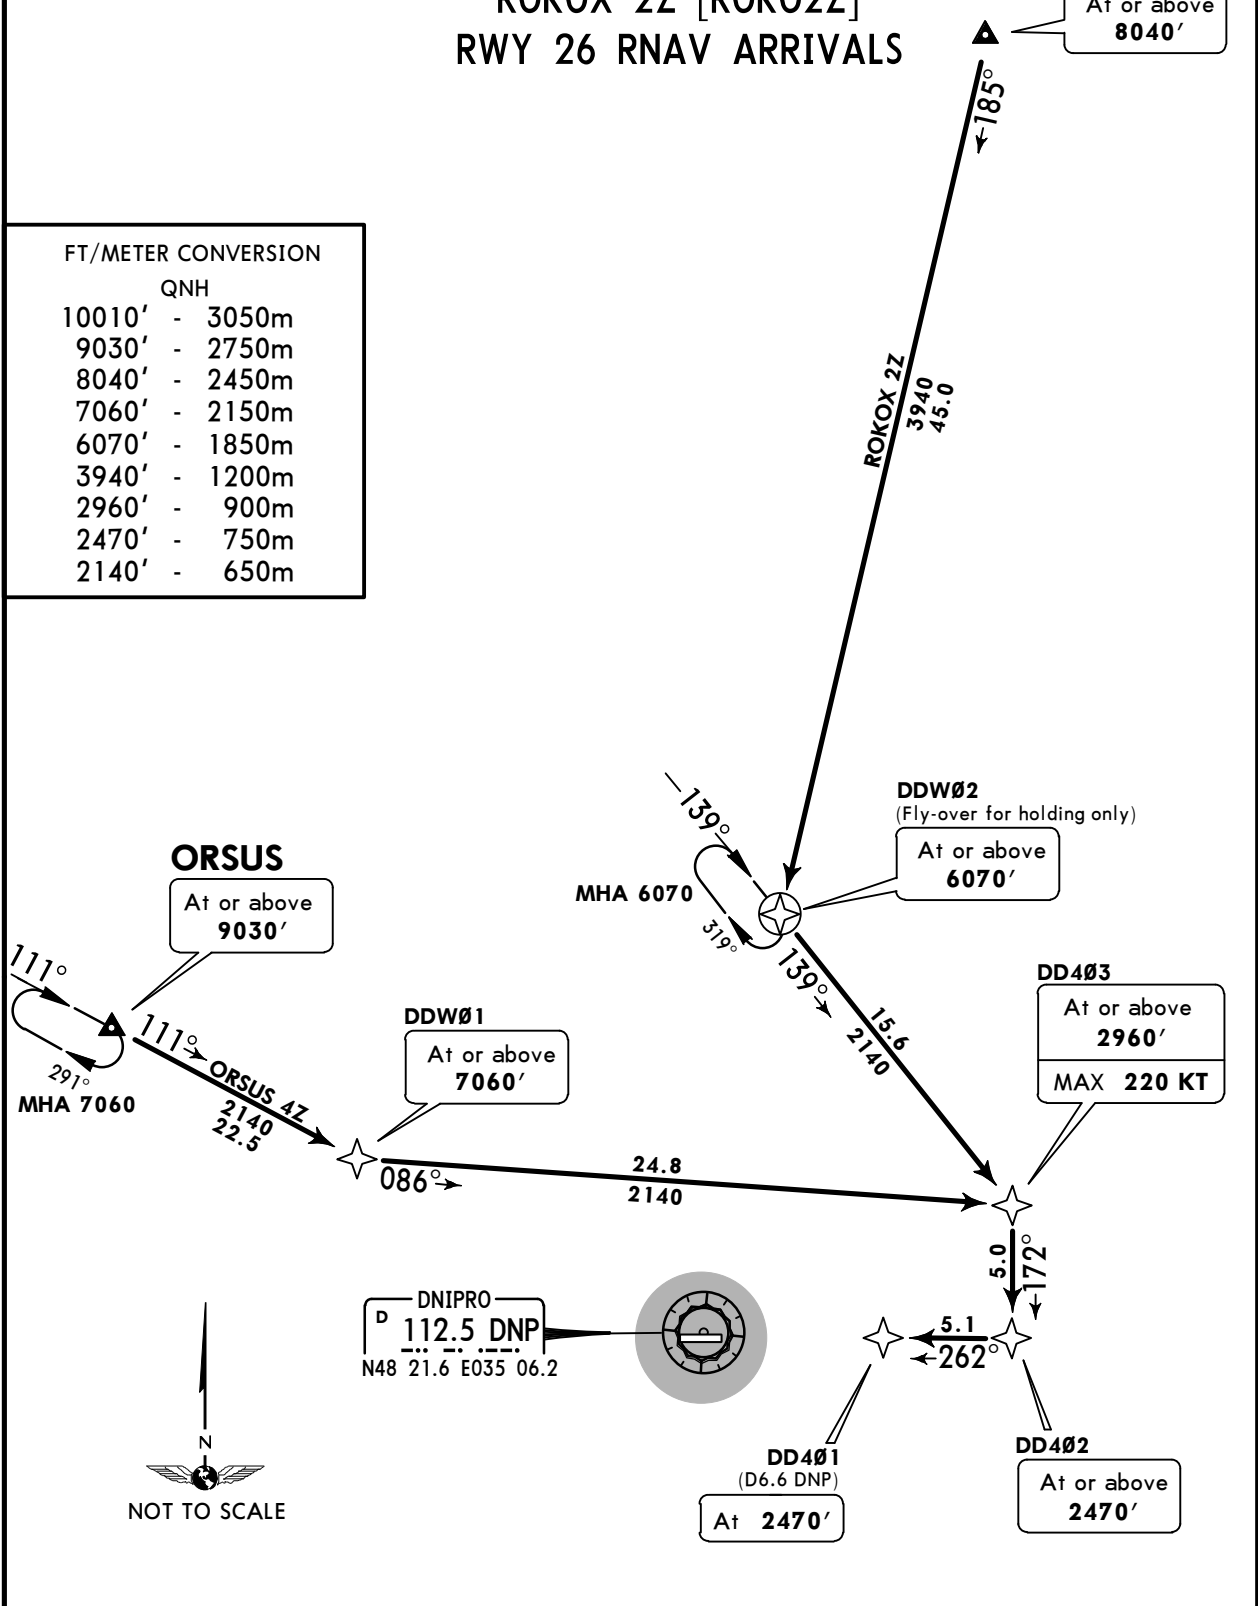 ROKOX 2Z [ROKO2Z]
RWY 26 RNAV ARRIVALS
At or above
8040'
185°
FT/METER CONVERSION
QNH
10010' - 3050m
9030' - 2750m
8040' - 2450m
7060' - 2150m
6070' - 1850m
3940' - 1200m
2960' - 900m
2470' - 750m
2140' - 650m
ROKOX 2Z
3940
45.0
DDWØ2
(Fly-over for holding only)
At or above
6070'
139°
MHA 6070
319°
139°
15.6
2140
ORSUS
At or above
9030'
111°
111°
291°
MHA 7060
ORSUS 4Z
2140
22.5
DDWØ1
At or above
7060'
086°
24.8
2140
DD4Ø3
At or above
2960'
MAX 220 KT
5.0
172°
5.1
262°
DNIPRO
D 112.5 DNP
N48 21.6 E035 06.2
DD4Ø1
(D6.6 DNP)
At 2470'
DD4Ø2
At or above
2470'
N
NOT TO SCALE